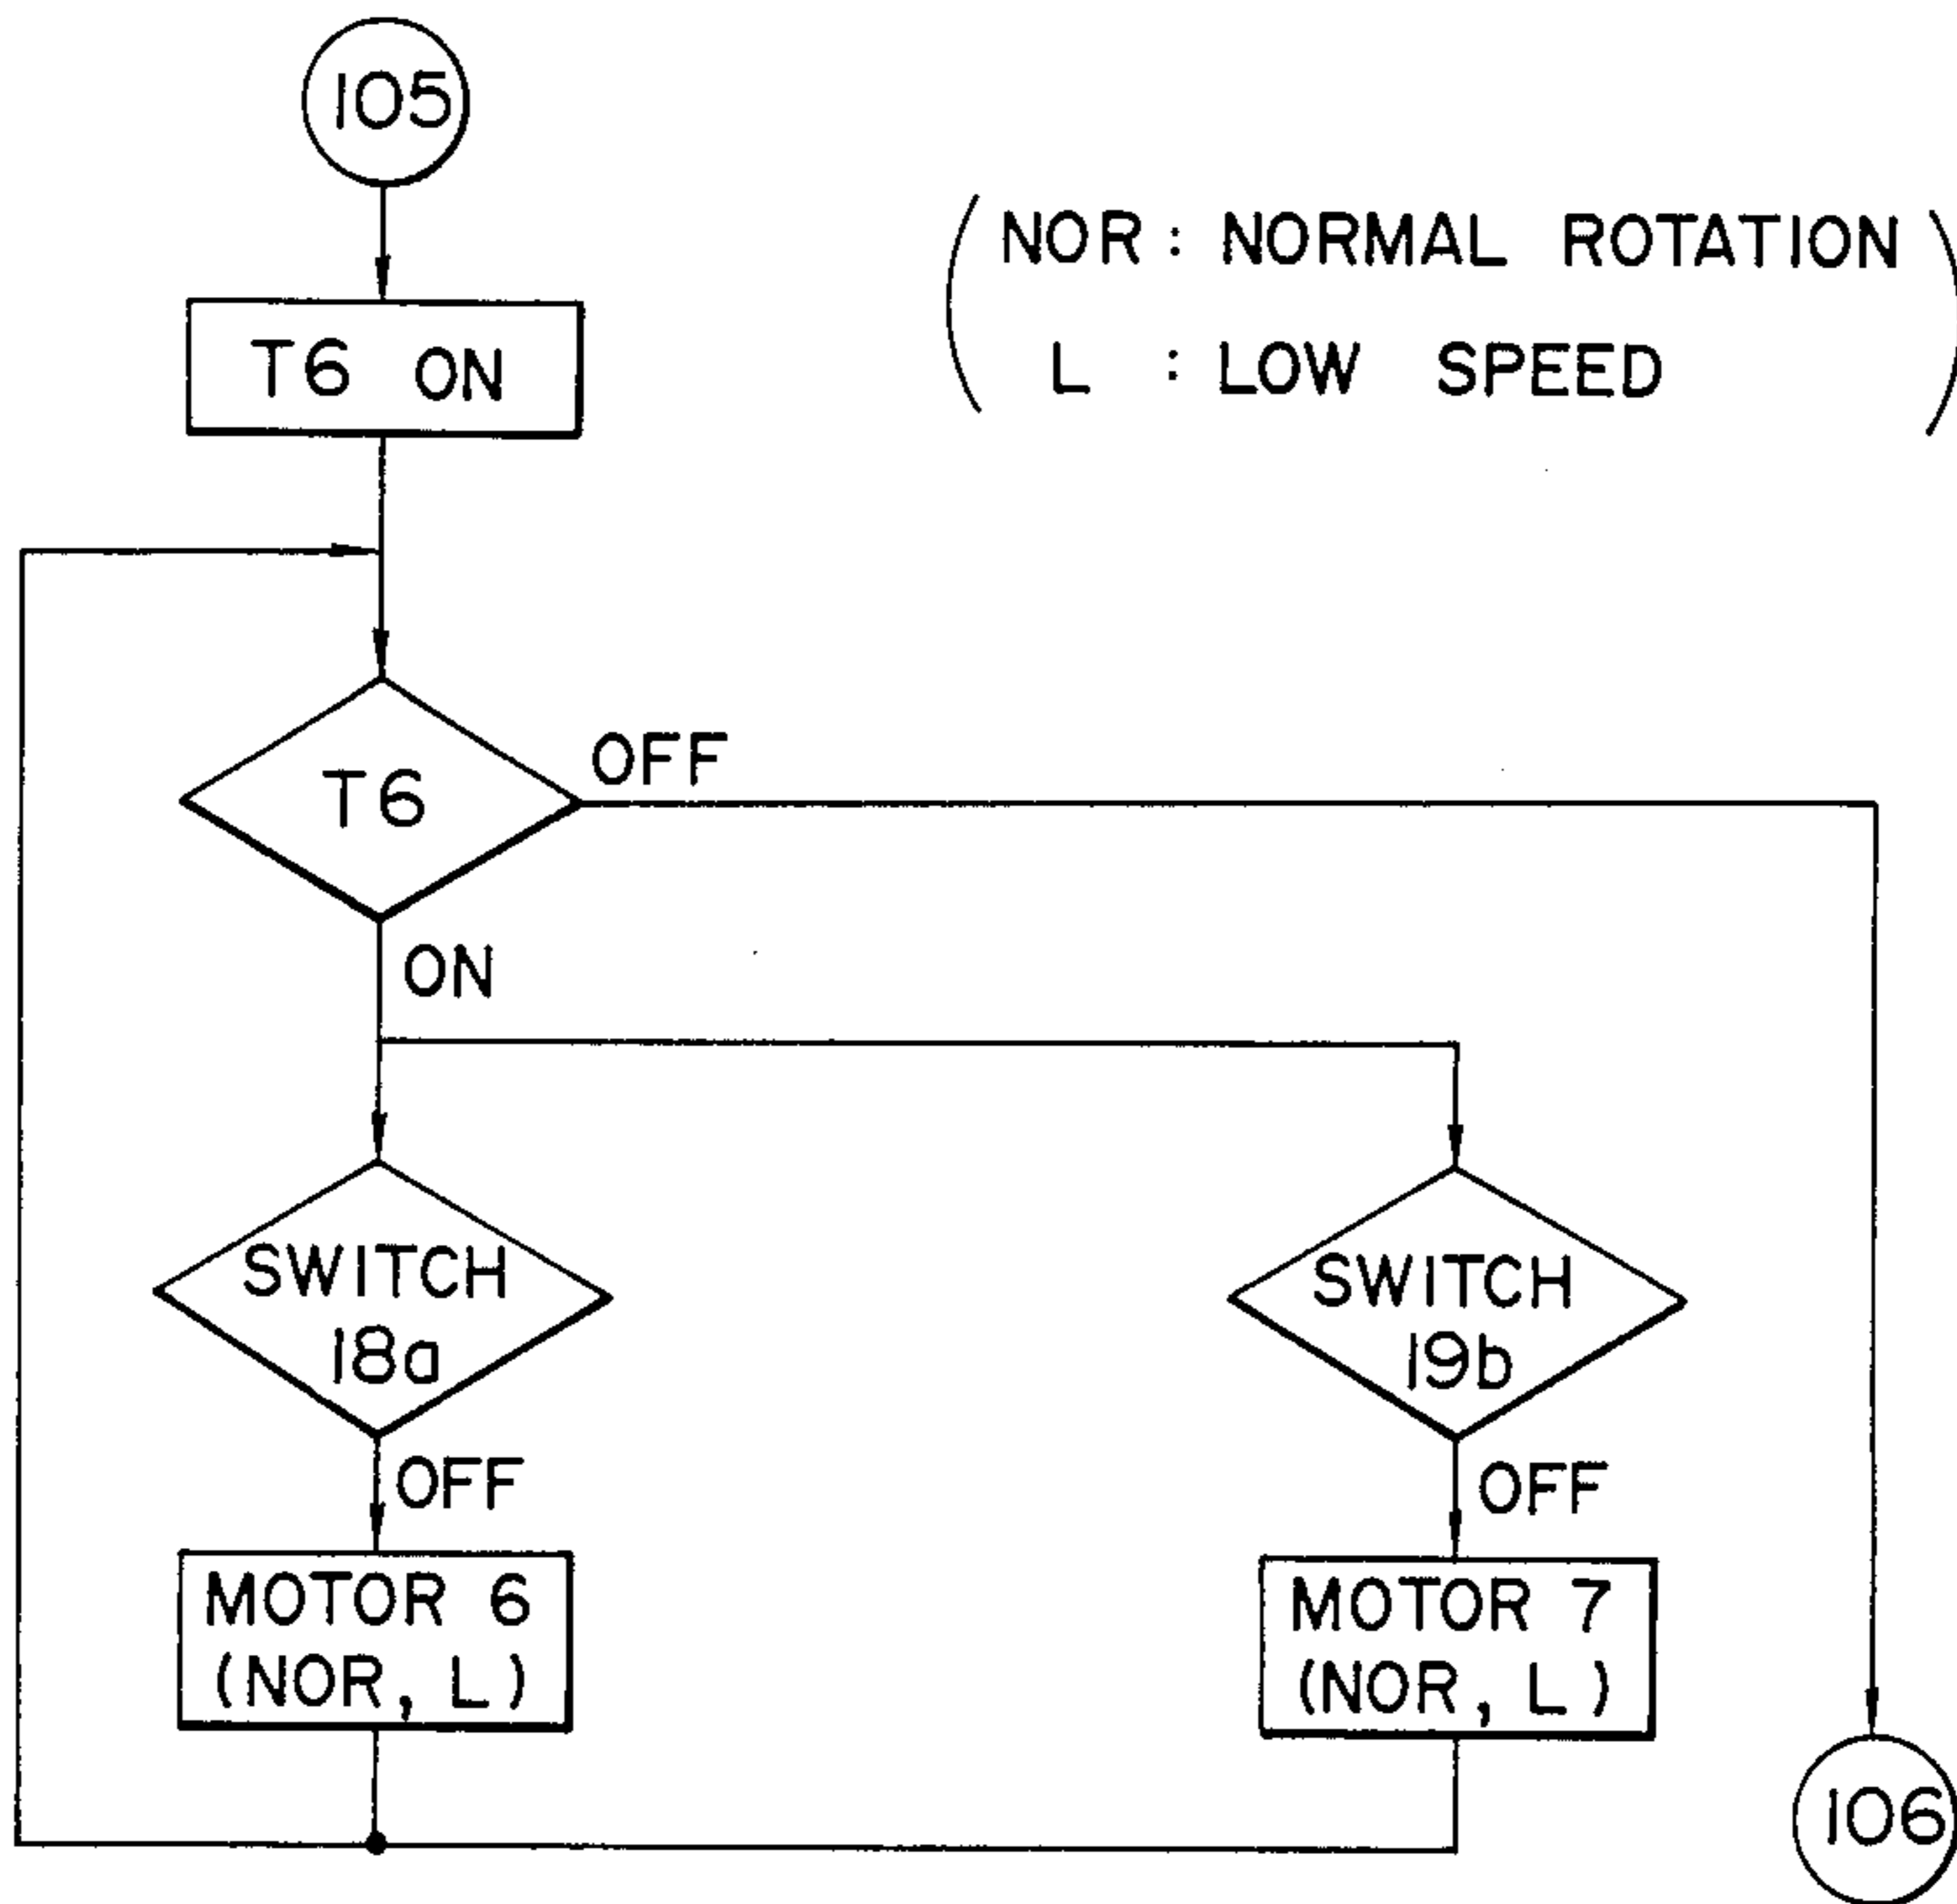 105
(NOR : NORMAL ROTATION
L : LOW SPEED)
T6 ON
T6
OFF
ON
SWITCH
18a
SWITCH
19b
OFF
OFF
MOTOR 6
(NOR, L)
MOTOR 7
(NOR, L)
106